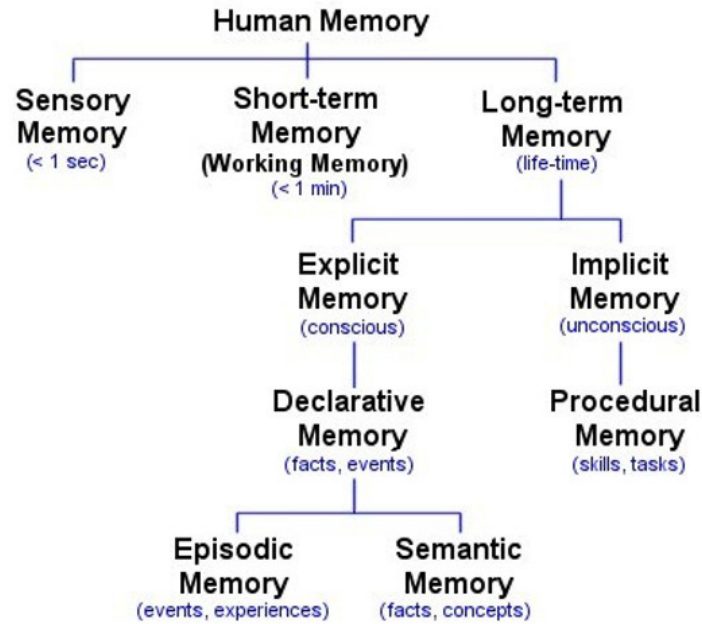 Human Memory
Sensory
Memory
(< 1 sec)
Short-term
Memory
(Working Memory)
(< 1 min)
Long-term
Memory
(life-time)
Explicit
Memory
(conscious)
Implicit
Memory
(unconscious)
Declarative
Memory
(facts, events)
Procedural
Memory
(skills, tasks)
Episodic
Memory
(events, experiences)
Semantic
Memory
(facts, concepts)